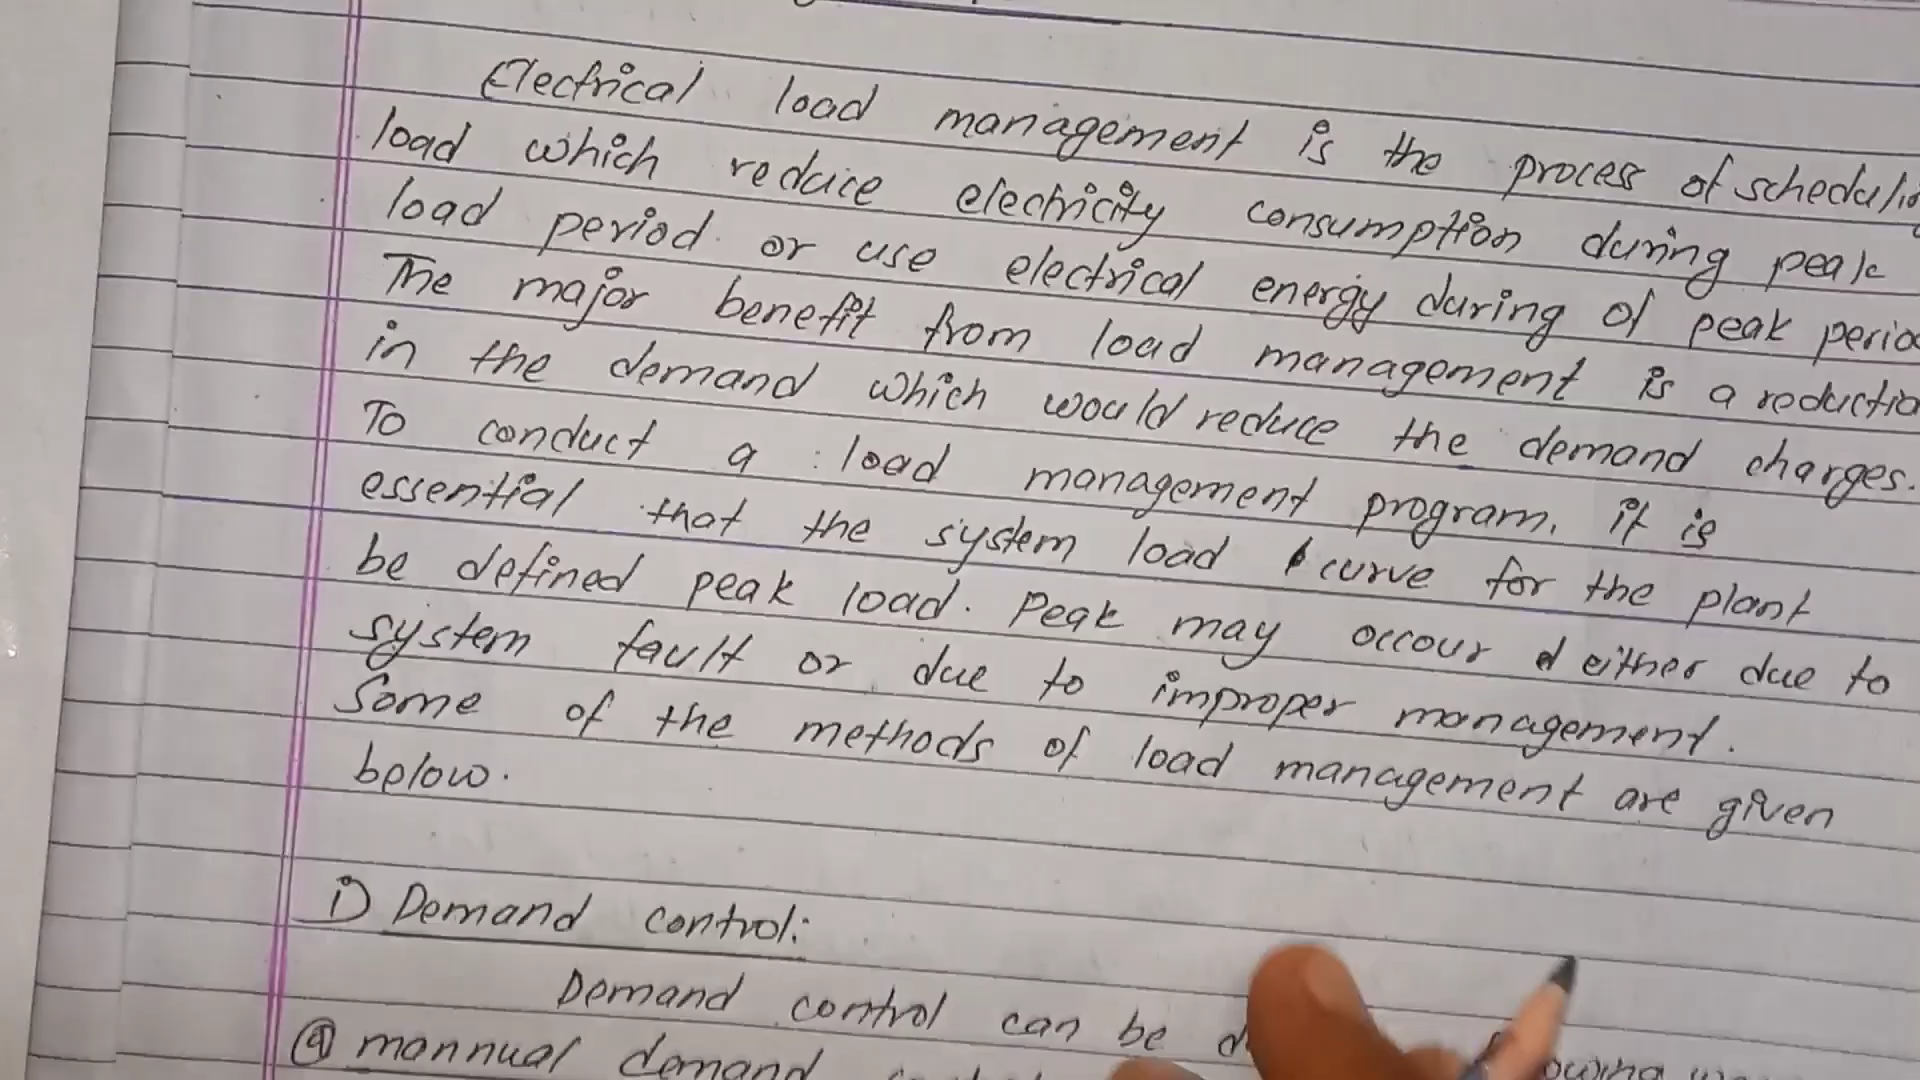 Electrical load management is the process of
load which reduce electricity consumption during peak
load period or use electrical energy during of peak
The major benefit from load management is a
in the demand which would reduce the demand charges.
To conduct a load management program, it is
essential that the system load curve for the plant
be defined peak load. Peak may occour either due to
system fault or due to improper management.
Some of the methods of load management are given
below.
i) Demand control:
Demand control can be
(a) mannual demand